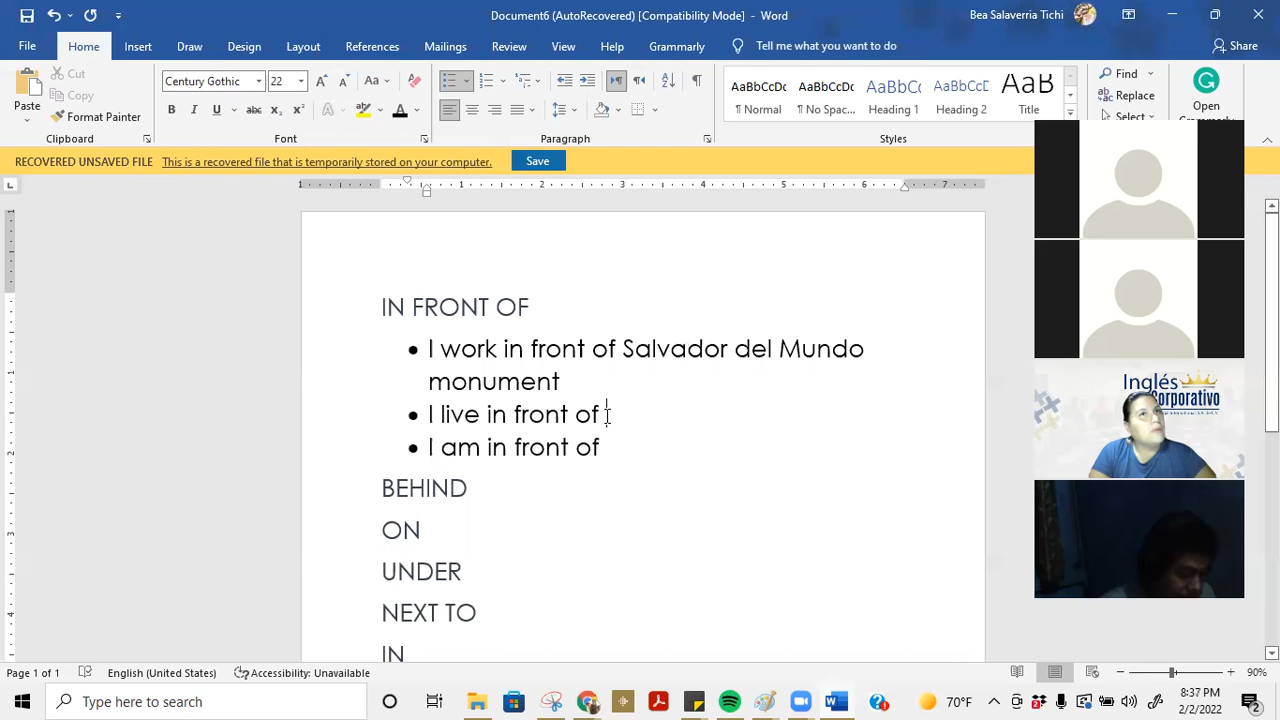 Document6 (AutoRecovered) [Compatibility Mode] - Word
Bea Salaverria Tichi
File Home Insert Draw Design Layout References Mailings Review View Help Grammarly Tell me what you want to do Share
Paste
Cut
Copy
Format Painter
Clipboard
Century Gothic 22
Font
Paragraph
AaBbCcDc AaBbCcDc AaBbCc AaBbCcD AaB
¶ Normal ¶ No Spac... Heading 1 Heading 2 Title
Styles
Find
Replace
Select
Open
RECOVERED UNSAVED FILE This is a recovered file that is temporarily stored on your computer. Save
IN FRONT OF
• I work in front of Salvador del Mundo
monument
• I live in front of
• I am in front of
BEHIND
ON
UNDER
NEXT TO
IN
Inglés
Corporativo
Page 1 of 1 English (United States) Accessibility: Unavailable 90%
Type here to search
70°F
8:37 PM
2/2/2022
2